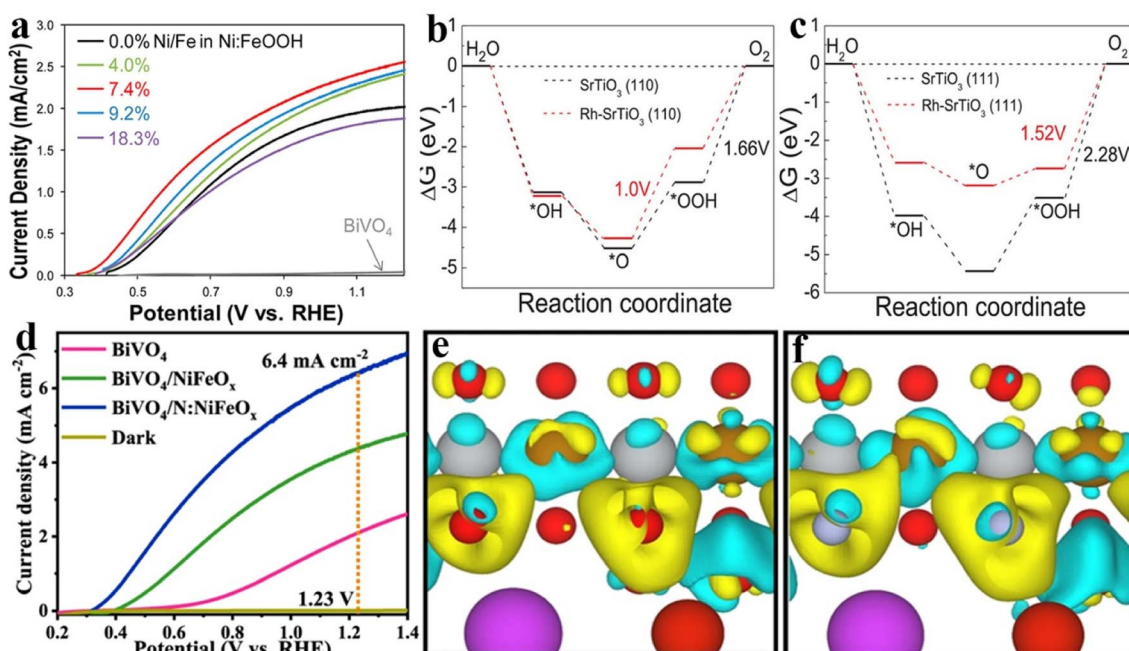 a
3.0
2.5
2.0
1.5
1.0
0.5
0.0
Current Density (mA/cm²)
0.0% Ni/Fe in Ni:FeOOH
4.0%
7.4%
9.2%
18.3%
BiVO₄
0.3 0.5 0.7 0.9 1.1
Potential (V vs. RHE)
b
0
-1
-2
-3
-4
-5
ΔG (eV)
H₂O
O₂
SrTiO₃ (110)
Rh-SrTiO₃ (110)
1.66V
1.0V
*OH
*OOH
*O
Reaction coordinate
c
0
-1
-2
-3
-4
-5
-6
ΔG (eV)
H₂O
O₂
SrTiO₃ (111)
Rh-SrTiO₃ (111)
1.52V
2.28V
*O
*OH
*OOH
Reaction coordinate
d
6
4
2
0
Current density (mA cm⁻²)
BiVO₄
BiVO₄/NiFeOₓ
BiVO₄/N:NiFeOₓ
Dark
6.4 mA cm⁻²
1.23 V
0.2 0.4 0.6 0.8 1.0 1.2 1.4
Potential (V vs. RHE)
e
f